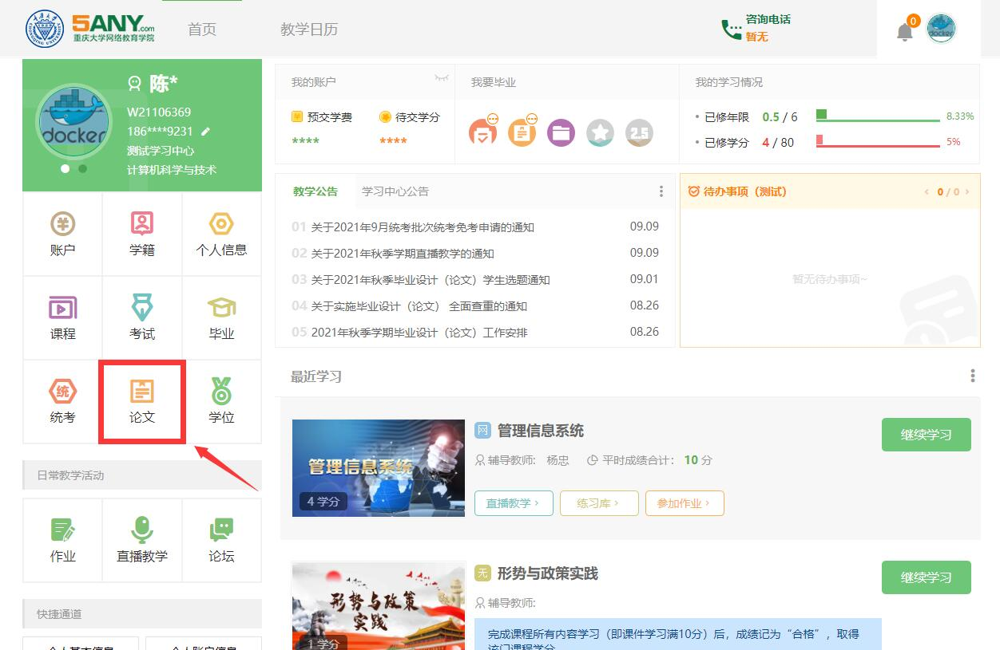 5ANY.com
重庆大学网络教育学院
首页
教学日历
咨询电话
暂无
0
docker
陈*
W21106369
186****9231
测试学习中心
计算机科学与技术
docker
账户
学籍
个人信息
课程
考试
毕业
统
统考
论文
学位
日常教学活动
作业
直播教学
论坛
快捷通道
个人基本信息
个人账户信息
我的账户
预交学费
待交学分
****
****
我要毕业
2.5
我的学习情况
已修年限 0.5 / 6 8.33%
已修学分 4 / 80 5%
教学公告 学习中心公告
01 关于2021年9月统考批次统考免考申请的通知 09.09
02 关于2021年秋季学期直播教学的通知 09.09
03 关于2021年秋季毕业设计（论文）学生选题通知 09.01
04 关于实施毕业设计（论文） 全面查重的通知 08.26
05 2021年秋季学期毕业设计（论文）工作安排 08.26
待办事项（测试） ‹ 0 / 0 ›
暂无待办事项~
最近学习
管理信息系统
4 学分
网 管理信息系统
辅导教师: 杨忠 平时成绩合计： 10 分
直播教学 ›
练习库 ›
参加作业 ›
继续学习
形势与政策
实践
1 学分
无 形势与政策实践
辅导教师:
继续学习
完成课程所有内容学习（即课件学习满10分）后，成绩记为“合格”，取得
该门课程学分